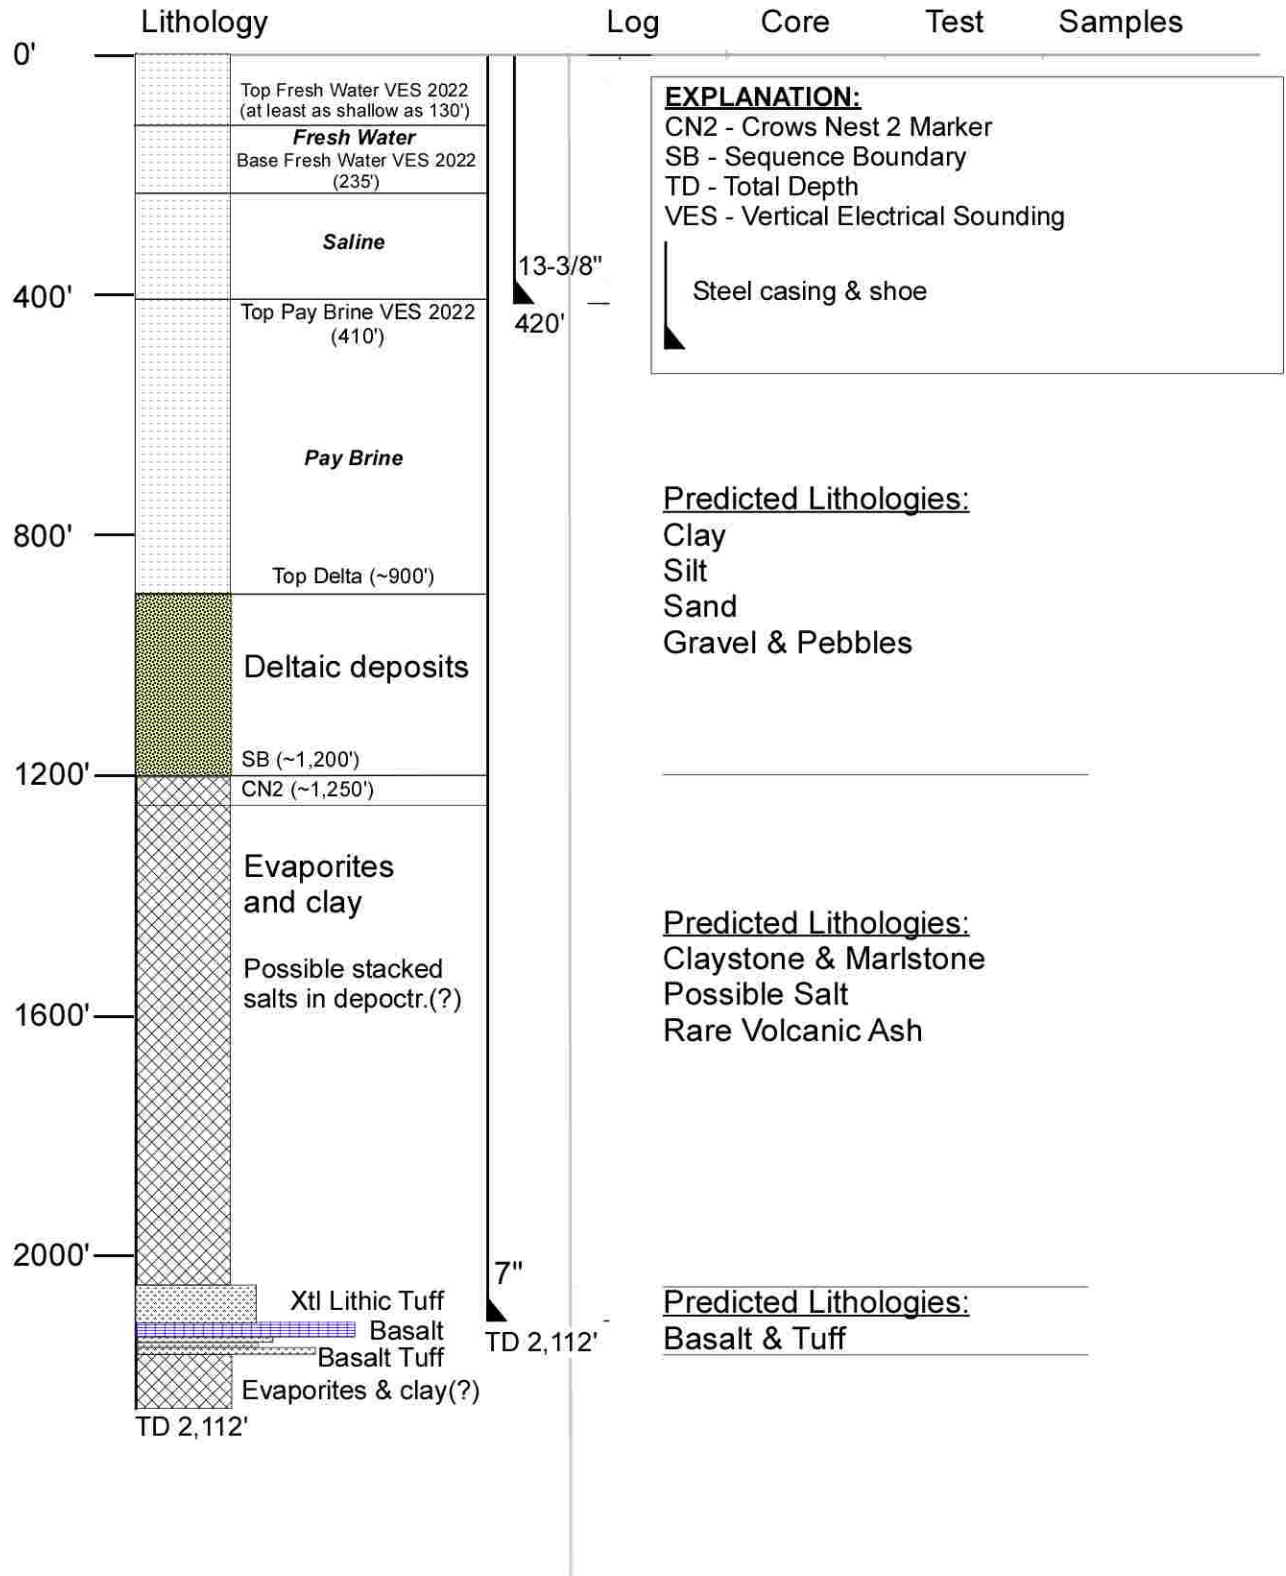 Lithology Log Core Test Samples
0'
Top Fresh Water VES 2022
(at least as shallow as 130')
Fresh Water
Base Fresh Water VES 2022
(235')
Saline
400'
Top Pay Brine VES 2022
(410')
Pay Brine
800'
Top Delta (~900')
Deltaic deposits
SB (~1,200')
1200'
CN2 (~1,250')
Evaporites
and clay
Possible stacked
salts in depoctr.(?)
1600'
2000'
Xtl Lithic Tuff
Basalt
Basalt Tuff
Evaporites & clay(?)
TD 2,112'
13-3/8"
420'
7"
TD 2,112'
EXPLANATION:
CN2 - Crows Nest 2 Marker
SB - Sequence Boundary
TD - Total Depth
VES - Vertical Electrical Sounding
Steel casing & shoe
Predicted Lithologies:
Clay
Silt
Sand
Gravel & Pebbles
Predicted Lithologies:
Claystone & Marlstone
Possible Salt
Rare Volcanic Ash
Predicted Lithologies:
Basalt & Tuff